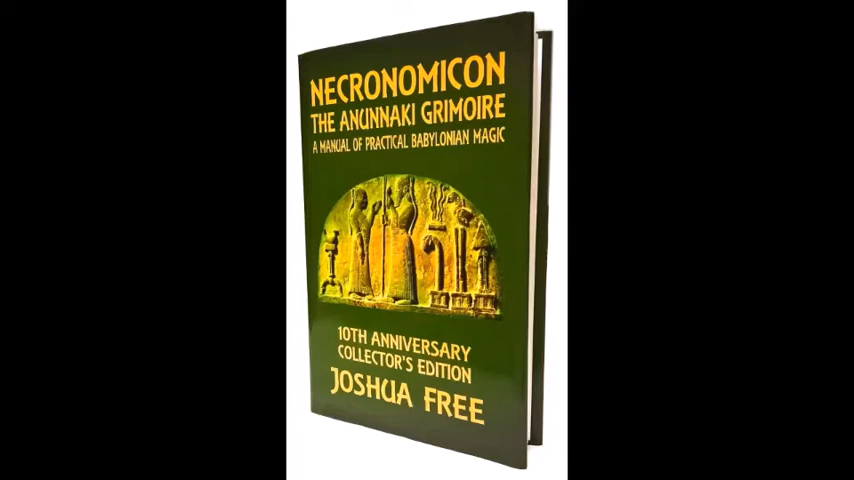 NECRONOMICON
THE ANUNNAKI GRIMOIRE
A MANUAL OF PRACTICAL BABYLONIAN MAGIC
10TH ANNIVERSARY
COLLECTOR'S EDITION
JOSHUA FREE